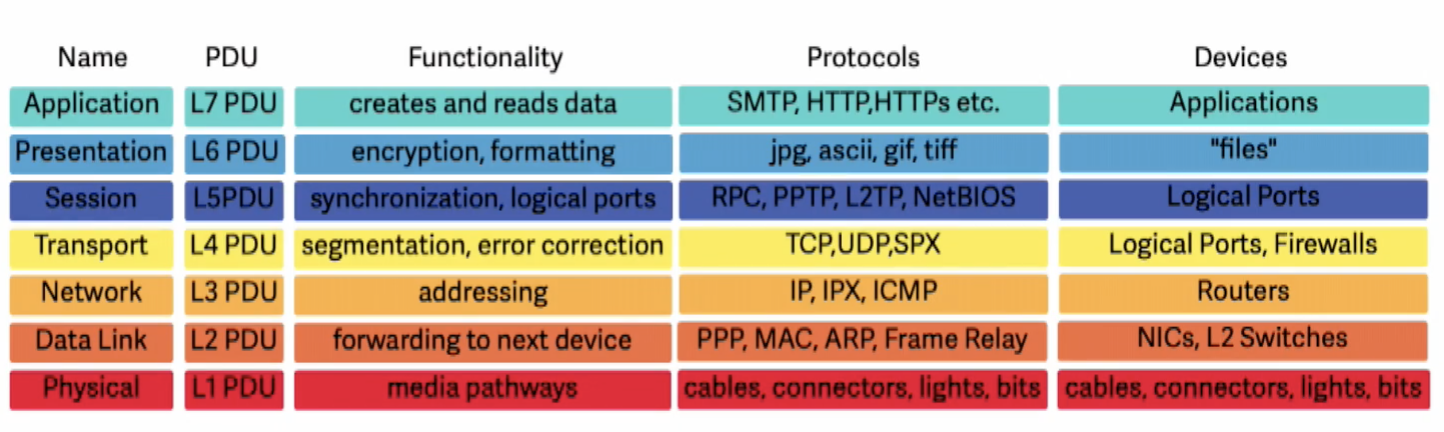 Name PDU Functionality Protocols Devices
Application L7 PDU creates and reads data SMTP, HTTP,HTTPs etc. Applications
Presentation L6 PDU encryption, formatting jpg, ascii, gif, tiff "files"
Session L5PDU synchronization, logical ports RPC, PPTP, L2TP, NetBIOS Logical Ports
Transport L4 PDU segmentation, error correction TCP,UDP,SPX Logical Ports, Firewalls
Network L3 PDU addressing IP, IPX, ICMP Routers
Data Link L2 PDU forwarding to next device PPP, MAC, ARP, Frame Relay NICs, L2 Switches
Physical L1 PDU media pathways cables, connectors, lights, bits cables, connectors, lights, bits